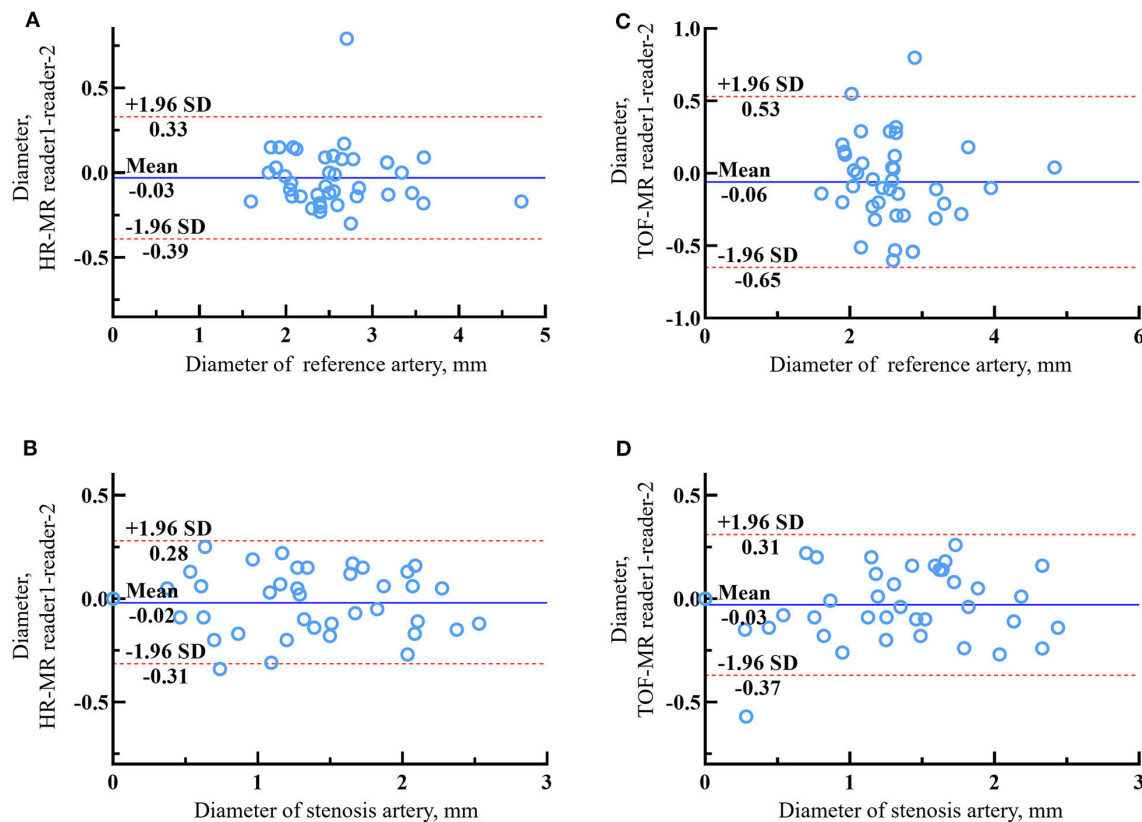 A
Diameter,
HR-MR reader1-reader-2
0.5
0.0
-0.5
+1.96 SD
0.33
Mean
-0.03
-1.96 SD
-0.39
0 1 2 3 4 5
Diameter of reference artery, mm
C
Diameter,
TOF-MR reader1-reader-2
1.0
0.5
0.0
-0.5
-1.0
+1.96 SD
0.53
Mean
-0.06
-1.96 SD
-0.65
0 2 4 6
Diameter of reference artery, mm
B
Diameter,
HR-MR reader1-reader-2
0.5
0.0
-0.5
+1.96 SD
0.28
Mean
-0.02
-1.96 SD
-0.31
0 1 2 3
Diameter of stenosis artery, mm
D
Diameter,
TOF-MR reader1-reader-2
0.5
0.0
-0.5
+1.96 SD
0.31
Mean
-0.03
-1.96 SD
-0.37
0 1 2 3
Diameter of stenosis artery, mm